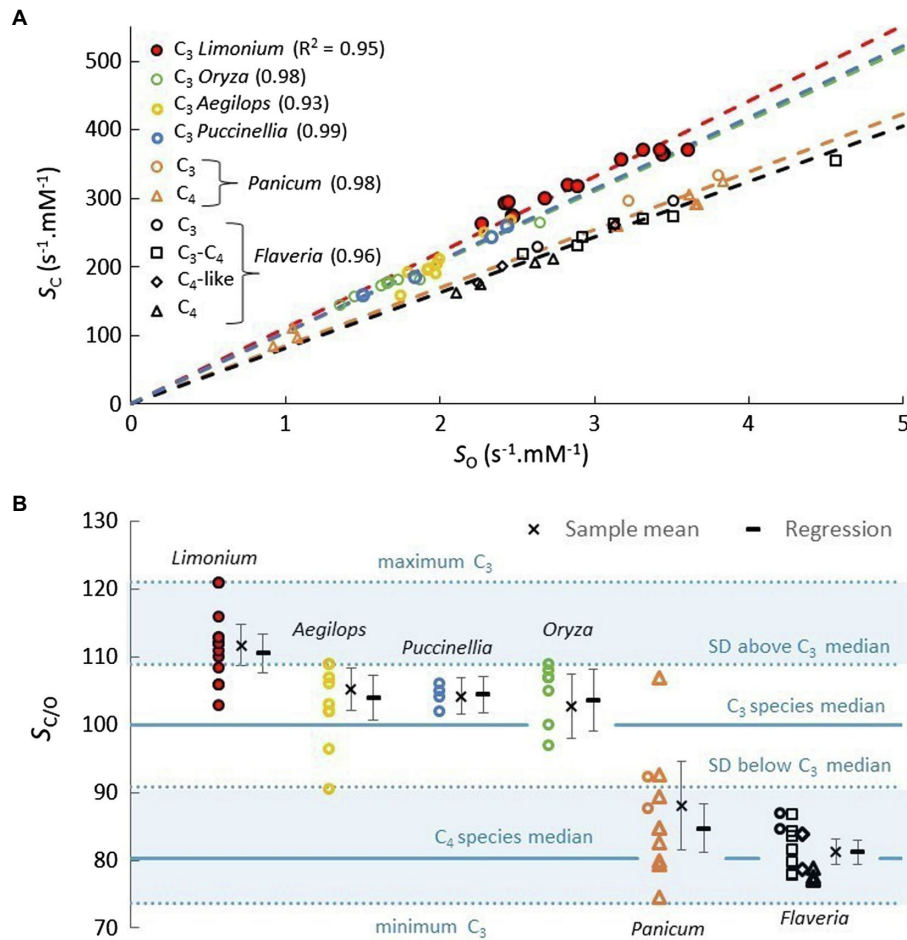 A
500
400
300
200
100
0
S_C (s⁻¹.mM⁻¹)
C₃ Limonium (R² = 0.95)
C₃ Oryza (0.98)
C₃ Aegilops (0.93)
C₃ Puccinellia (0.99)
C₃
C₄
Panicum (0.98)
C₃
C₃-C₄
C₄-like
C₄
Flaveria (0.96)
0 1 2 3 4 5
S_O (s⁻¹.mM⁻¹)
B
130
120
110
100
90
80
70
S_C/O
× Sample mean
Regression
Limonium
maximum C₃
Aegilops
Puccinellia
Oryza
SD above C₃ median
C₃ species median
SD below C₃ median
C₄ species median
minimum C₃
Panicum
Flaveria